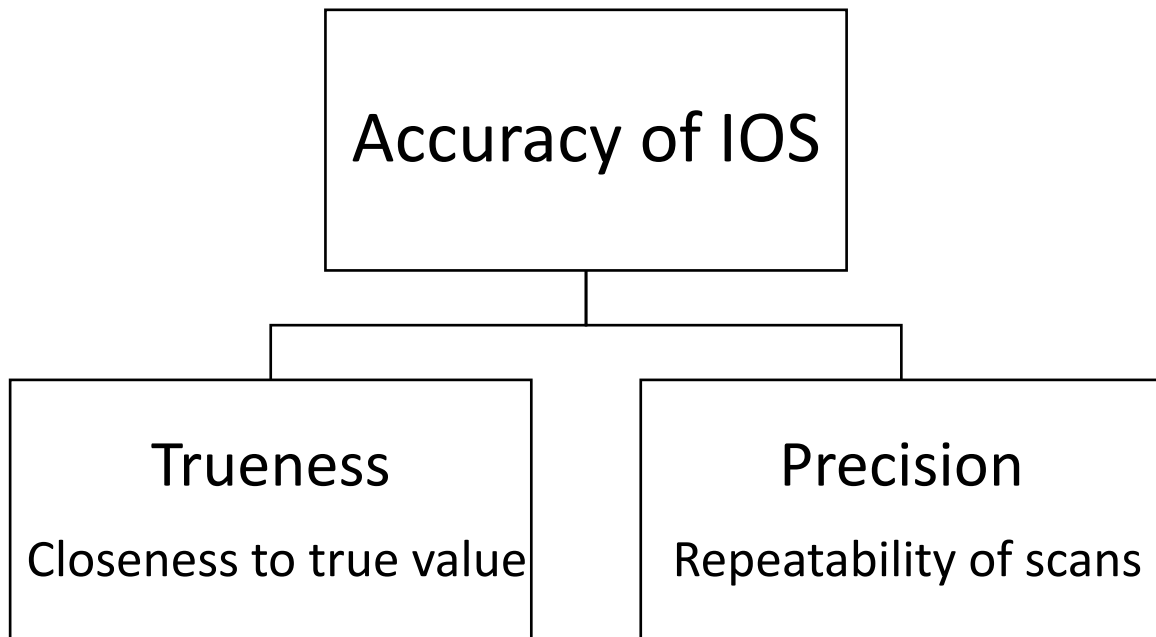 Accuracy of IOS
Trueness
Closeness to true value
Precision
Repeatability of scans